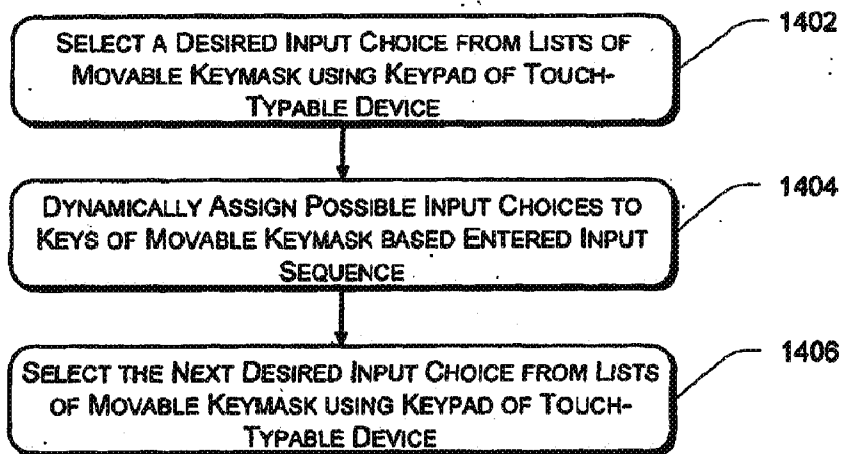 SELECT A DESIRED INPUT CHOICE FROM LISTS OF
MOVABLE KEYMASK USING KEYPAD OF TOUCH-
TYPABLE DEVICE
1402
DYNAMICALLY ASSIGN POSSIBLE INPUT CHOICES TO
KEYS OF MOVABLE KEYMASK BASED ENTERED INPUT
SEQUENCE
1404
SELECT THE NEXT DESIRED INPUT CHOICE FROM LISTS
OF MOVABLE KEYMASK USING KEYPAD OF TOUCH-
TYPABLE DEVICE
1406